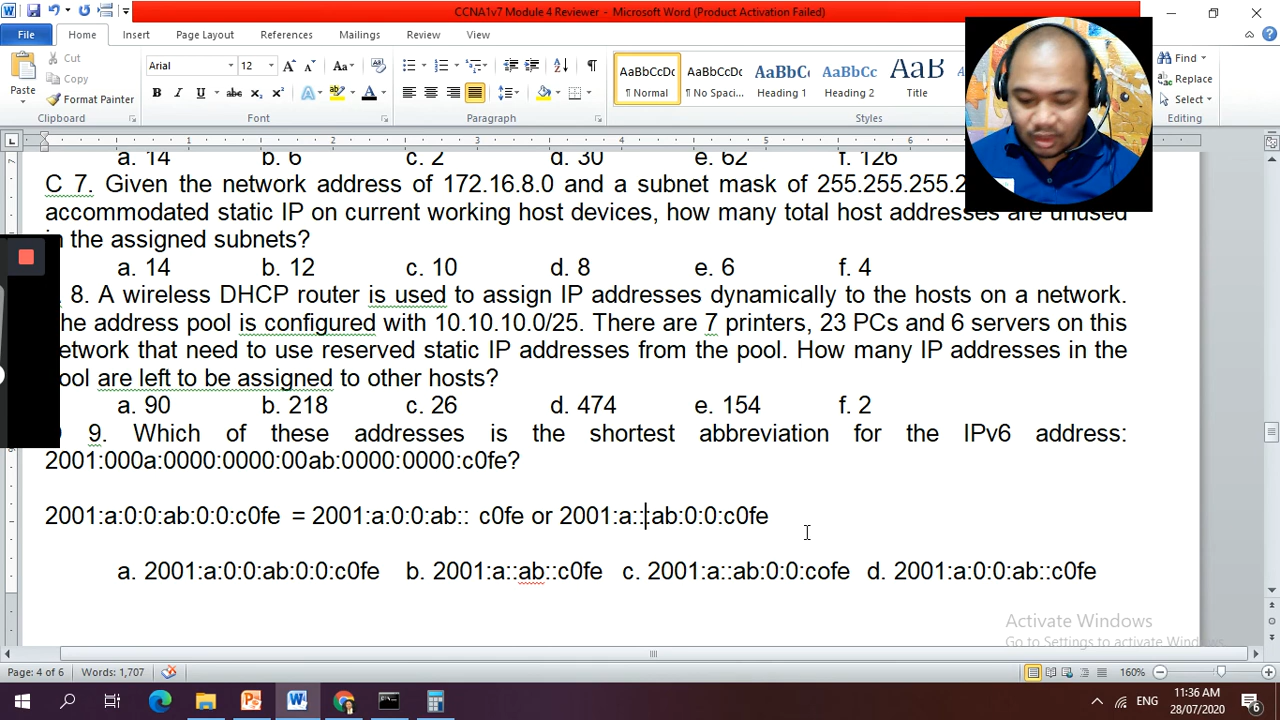 CCNA1v7 Module 4 Reviewer - Microsoft Word (Product Activation Failed)
File Home Insert Page Layout References Mailings Review View
Cut
Copy
Format Painter
Paste
Clipboard
Arial 12
Font
Paragraph
AaBbCcDc AaBbCcDc AaBbC AaBbCc AaB
¶ Normal ¶ No Spaci... Heading 1 Heading 2 Title
Styles
Find
Replace
Select
Editing
a. 14 b. 6 c. 2 d. 30 e. 62 f. 126
C 7. Given the network address of 172.16.8.0 and a subnet mask of 255.255.255.2
accommodated static IP on current working host devices, how many total host addresses are unused
in the assigned subnets?
a. 14 b. 12 c. 10 d. 8 e. 6 f. 4
8. A wireless DHCP router is used to assign IP addresses dynamically to the hosts on a network.
he address pool is configured with 10.10.10.0/25. There are 7 printers, 23 PCs and 6 servers on this
etwork that need to use reserved static IP addresses from the pool. How many IP addresses in the
ool are left to be assigned to other hosts?
a. 90 b. 218 c. 26 d. 474 e. 154 f. 2
9. Which of these addresses is the shortest abbreviation for the IPv6 address:
2001:000a:0000:0000:00ab:0000:0000:c0fe?
2001:a:0:0:ab:0:0:c0fe = 2001:a:0:0:ab:: c0fe or 2001:a::ab:0:0:c0fe
a. 2001:a:0:0:ab:0:0:c0fe b. 2001:a::ab::c0fe c. 2001:a::ab:0:0:cofe d. 2001:a:0:0:ab::c0fe
Activate Windows
Go to Settings to activate Windows.
Page: 4 of 6 Words: 1,707 160%
ENG
11:36 AM
28/07/2020
6